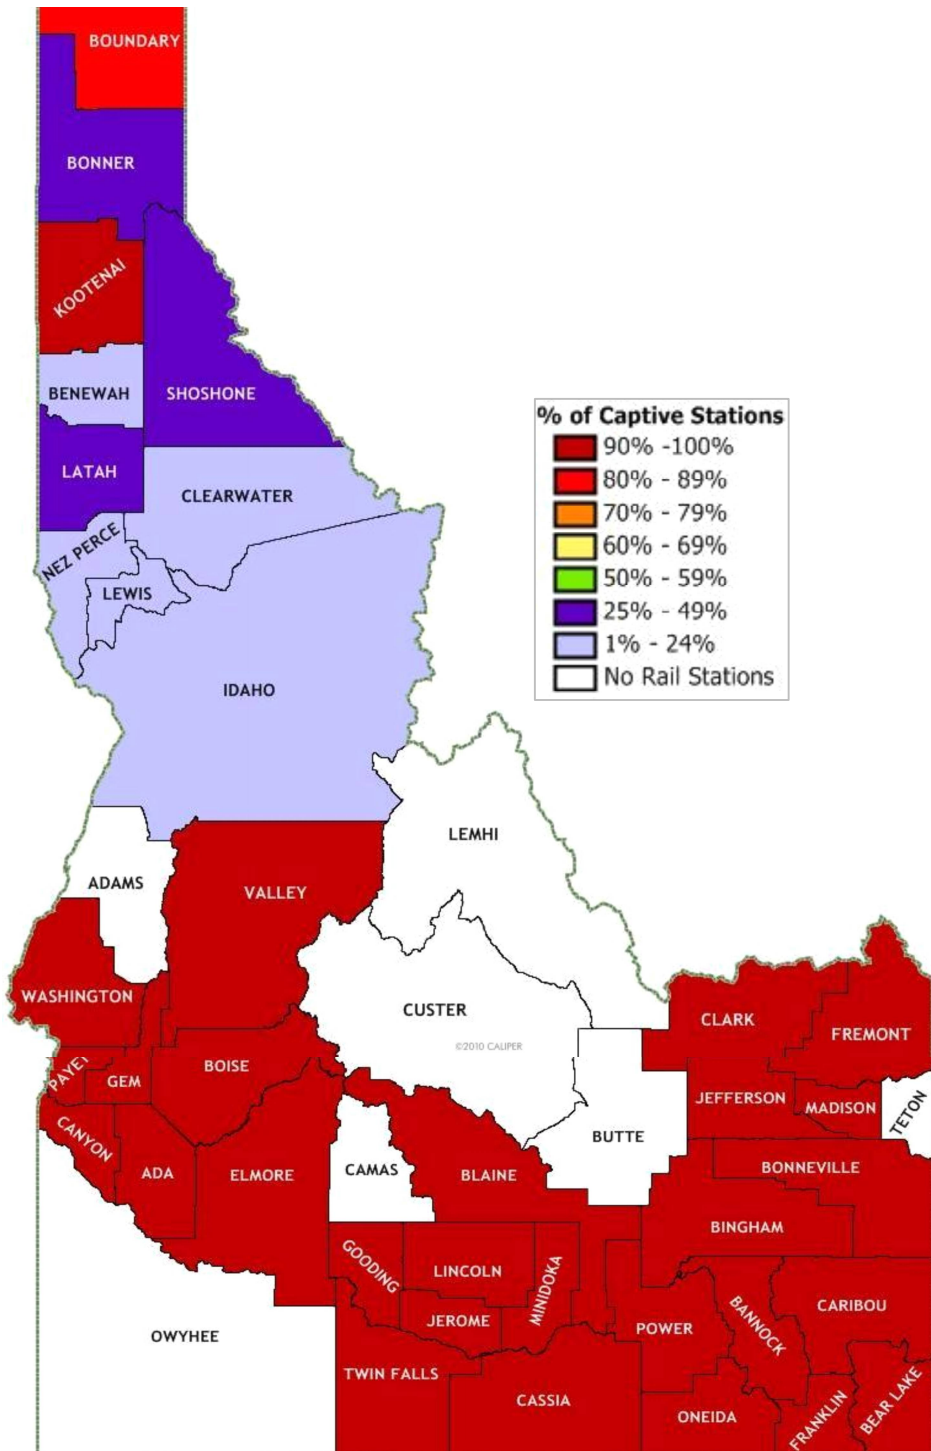 BOUNDARY
BONNER
KOOTENAI
BENEWAH
SHOSHONE
LATAH
CLEARWATER
NEZ PERCE
LEWIS
IDAHO
% of Captive Stations
90% -100%
80% - 89%
70% - 79%
60% - 69%
50% - 59%
25% - 49%
1% - 24%
No Rail Stations
LEMHI
ADAMS
VALLEY
WASHINGTON
CUSTER
©2010 CALIPER
CLARK
FREMONT
PAYET
GEM
BOISE
JEFFERSON
MADISON
TETON
CANYON
ADA
ELMORE
CAMAS
BLAINE
BUTTE
BONNEVILLE
BINGHAM
GOODING
LINCOLN
MINIDOKA
JEROME
POWER
BANNOCK
CARIBOU
OWYHEE
TWIN FALLS
CASSIA
ONEIDA
FRANKLIN
BEAR LAKE